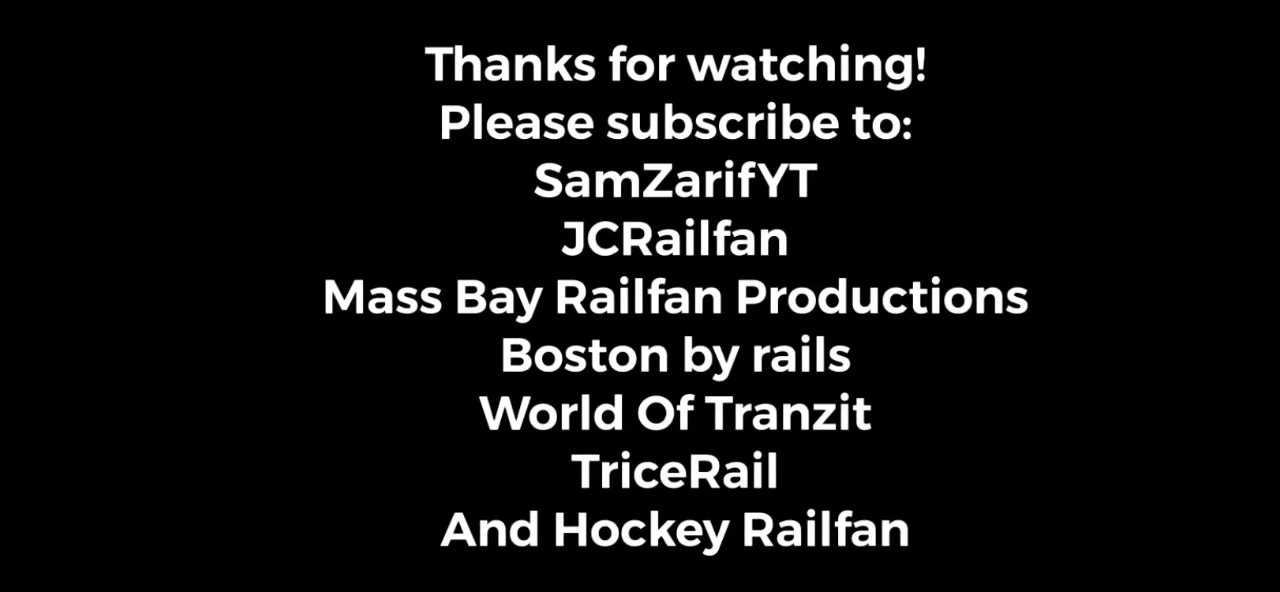 Thanks for watching!
Please subscribe to:
SamZarifYT
JCRailfan
Mass Bay Railfan Productions
Boston by rails
World Of Tranzit
TriceRail
And Hockey Railfan